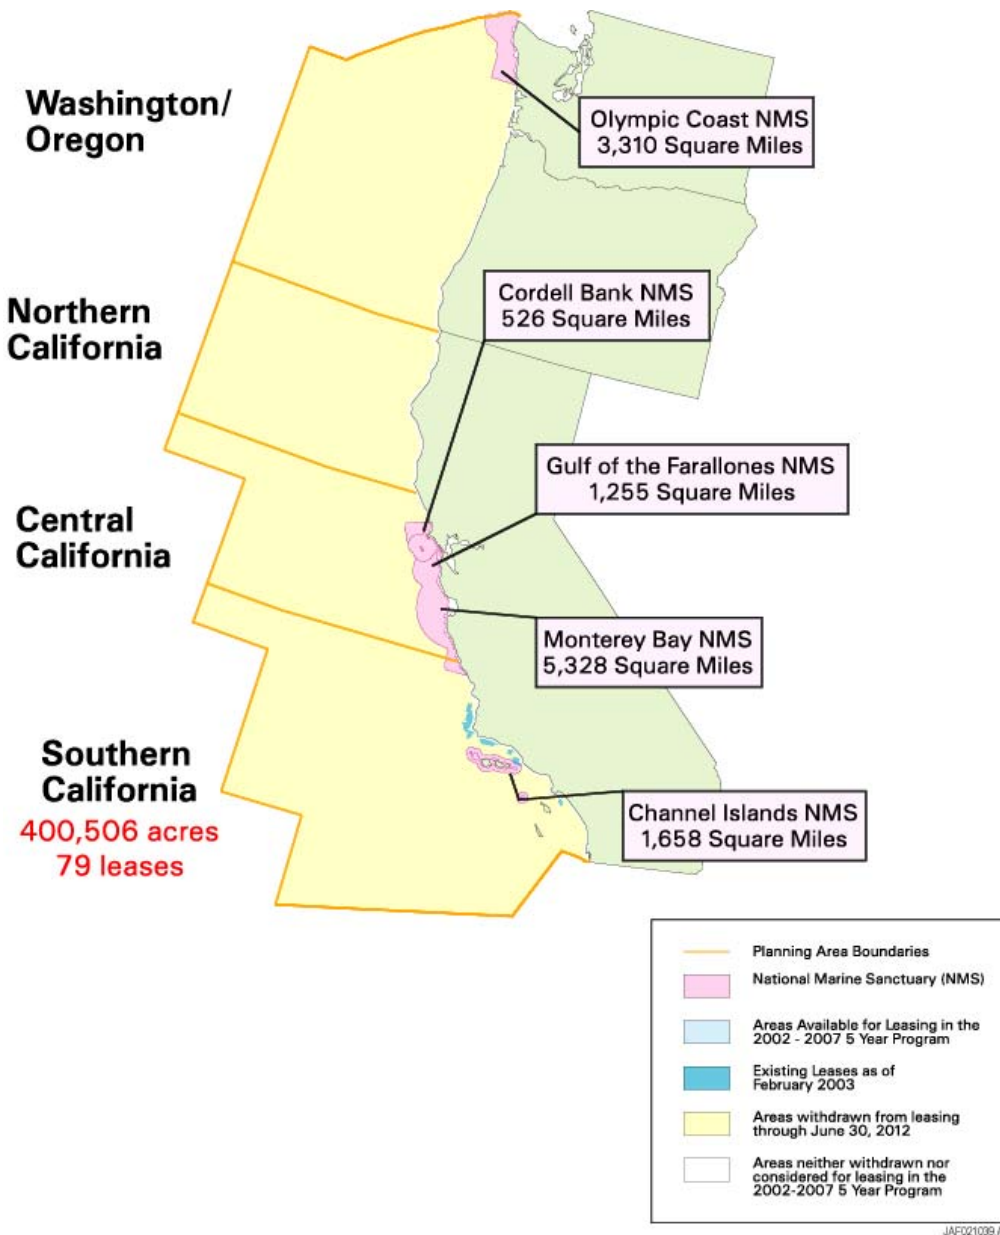 Washington/
Oregon
Olympic Coast NMS
3,310 Square Miles
Northern
California
Cordell Bank NMS
526 Square Miles
Gulf of the Farallones NMS
1,255 Square Miles
Central
California
Monterey Bay NMS
5,328 Square Miles
Southern
California
400,506 acres
79 leases
Channel Islands NMS
1,658 Square Miles
Planning Area Boundaries
National Marine Sanctuary (NMS)
Areas Available for Leasing in the
2002 - 2007 5 Year Program
Existing Leases as of
February 2003
Areas withdrawn from leasing
through June 30, 2012
Areas neither withdrawn nor
considered for leasing in the
2002-2007 5 Year Program